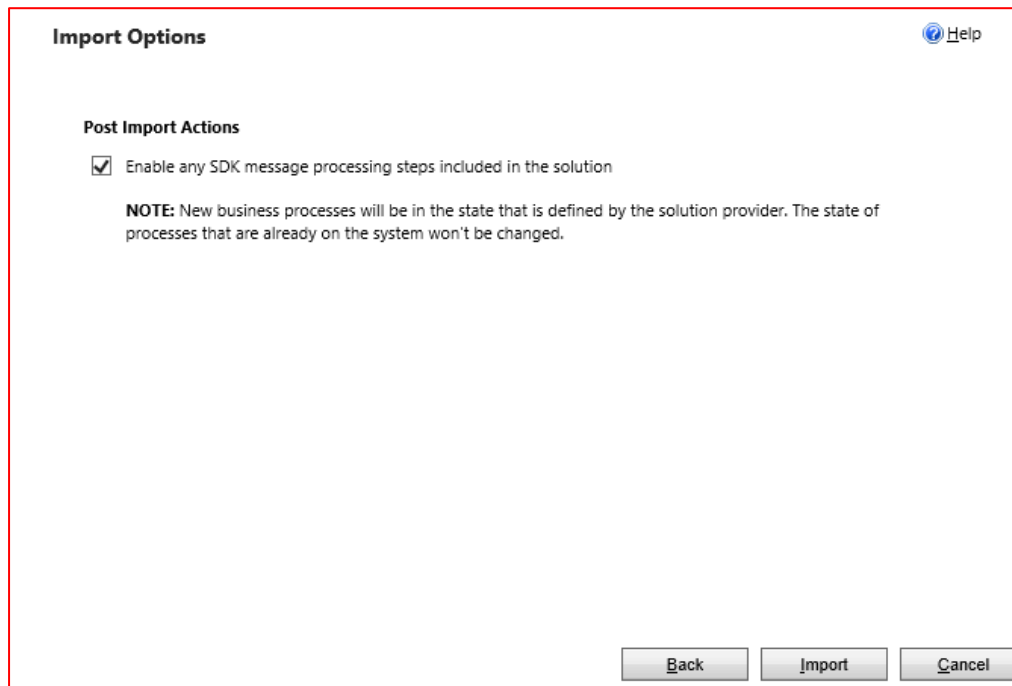 Import Options
Help
Post Import Actions
Enable any SDK message processing steps included in the solution
NOTE: New business processes will be in the state that is defined by the solution provider. The state of
processes that are already on the system won't be changed.
Back
Import
Cancel